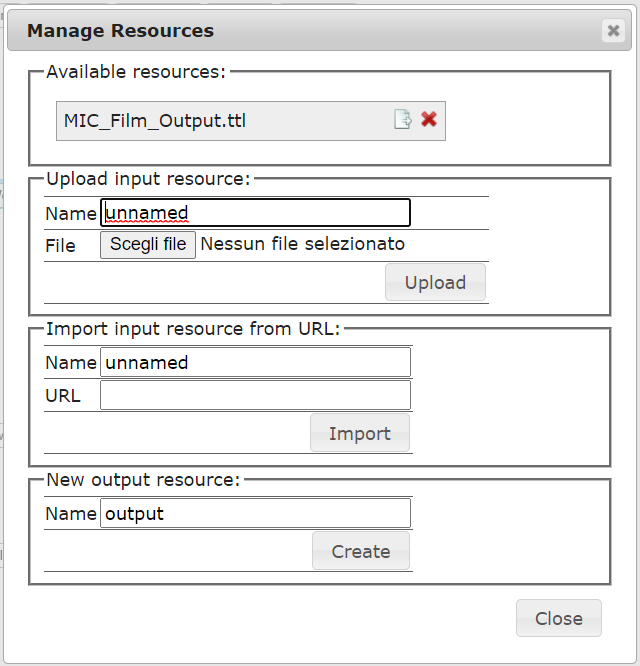 Manage Resources
Available resources:
MIC_Film_Output.ttl
Upload input resource:
Name unnamed
File Scegli file Nessun file selezionato
Upload
Import input resource from URL:
Name unnamed
URL
Import
New output resource:
Name output
Create
Close